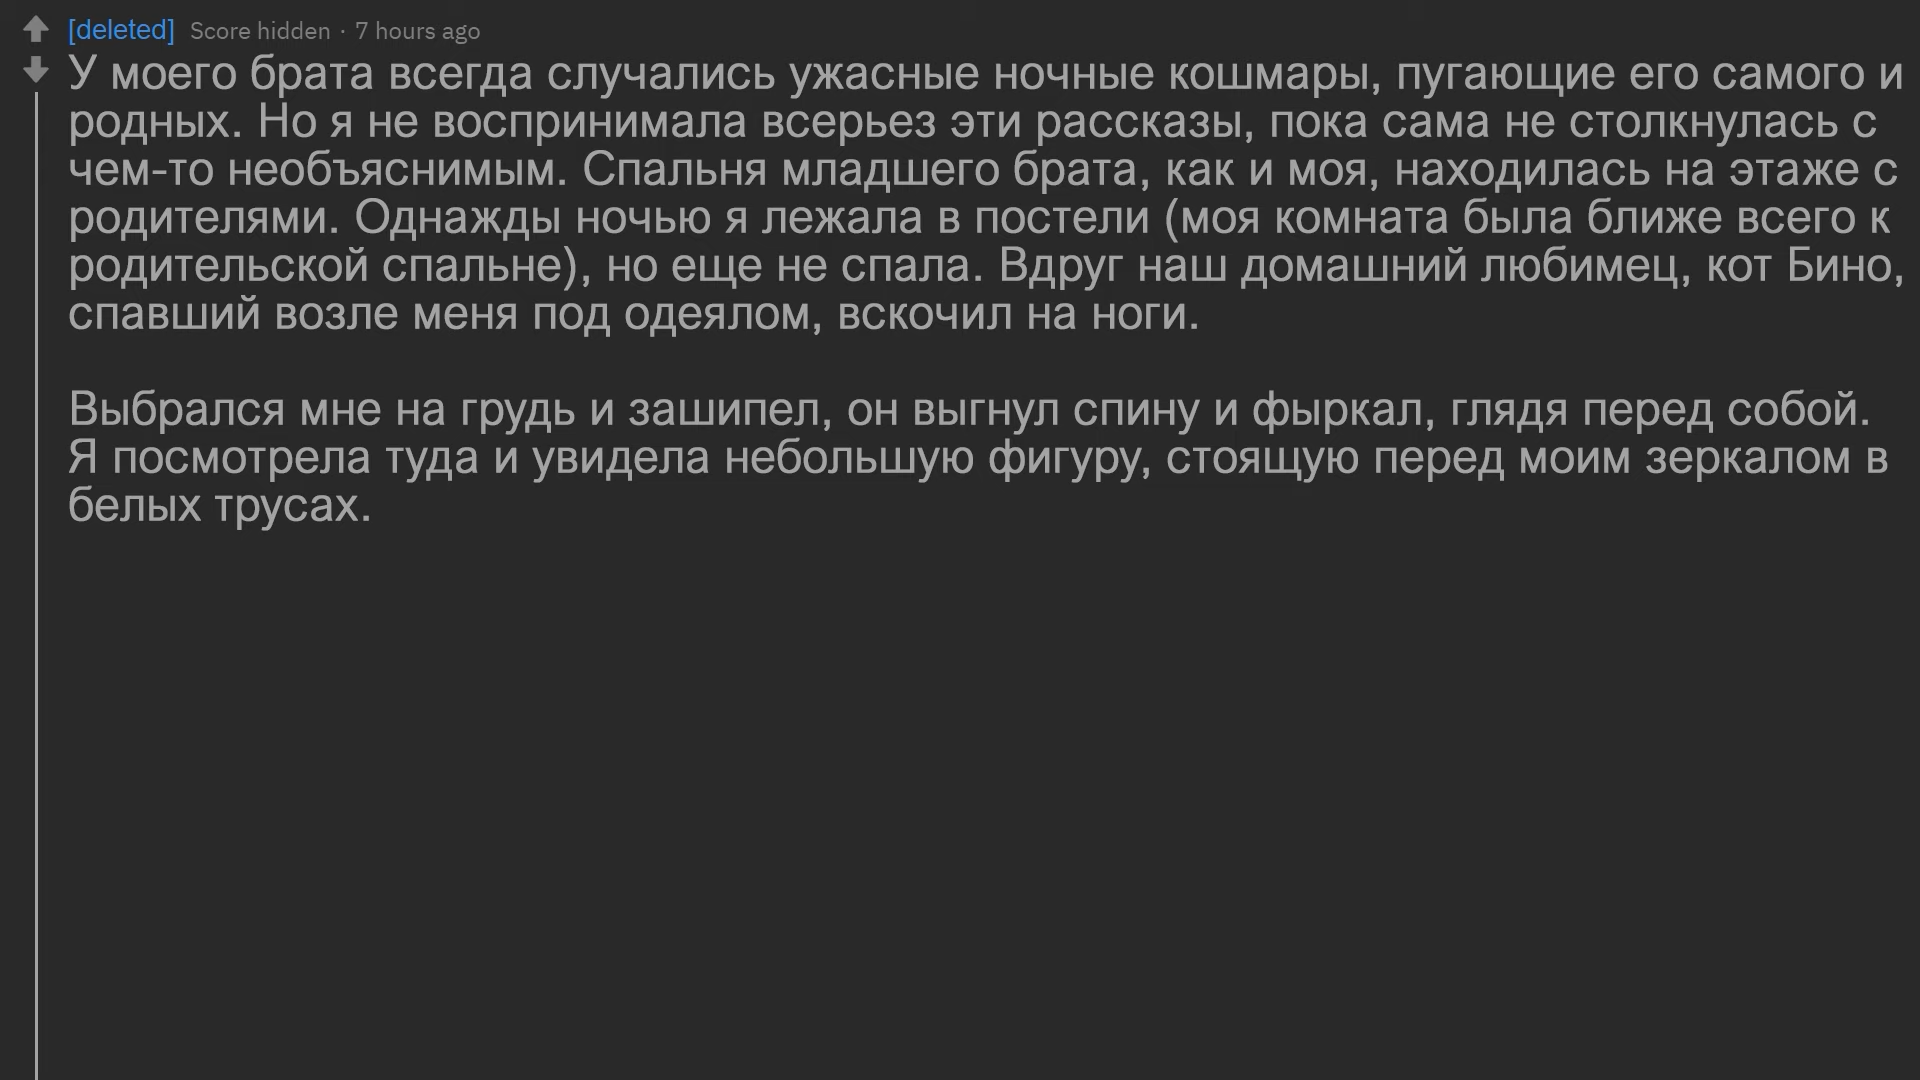 [deleted] Score hidden · 7 hours ago
У моего брата всегда случались ужасные ночные кошмары, пугающие его самого и
родных. Но я не воспринимала всерьез эти рассказы, пока сама не столкнулась с
чем-то необъяснимым. Спальня младшего брата, как и моя, находилась на этаже с
родителями. Однажды ночью я лежала в постели (моя комната была ближе всего к
родительской спальне), но еще не спала. Вдруг наш домашний любимец, кот Бино,
спавший возле меня под одеялом, вскочил на ноги.
Выбрался мне на грудь и зашипел, он выгнул спину и фыркал, глядя перед собой.
Я посмотрела туда и увидела небольшую фигуру, стоящую перед моим зеркалом в
белых трусах.